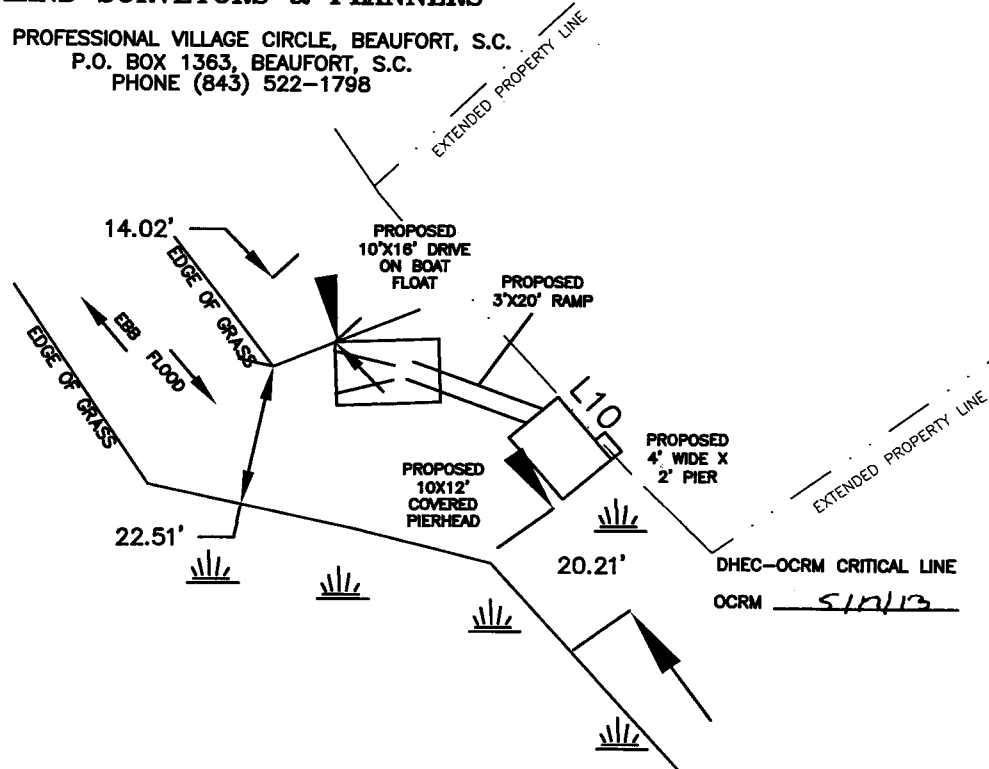 LAND SURVEYORS & PLANNERS
PROFESSIONAL VILLAGE CIRCLE, BEAUFORT, S.C.
P.O. BOX 1363, BEAUFORT, S.C.
PHONE (843) 522-1798
EXTENDED PROPERTY LINE
14.02'
EDGE OF GRASS
PROPOSED
10'X16' DRIVE
ON BOAT
FLOAT
PROPOSED
3'X20' RAMP
EBB FLOOD
EDGE OF GRASS
L10
PROPOSED
4' WIDE X
2' PIER
EXTENDED PROPERTY LINE
PROPOSED
10X12'
COVERED
PIERHEAD
22.51'
20.21'
DHEC-OCRM CRITICAL LINE
OCRM